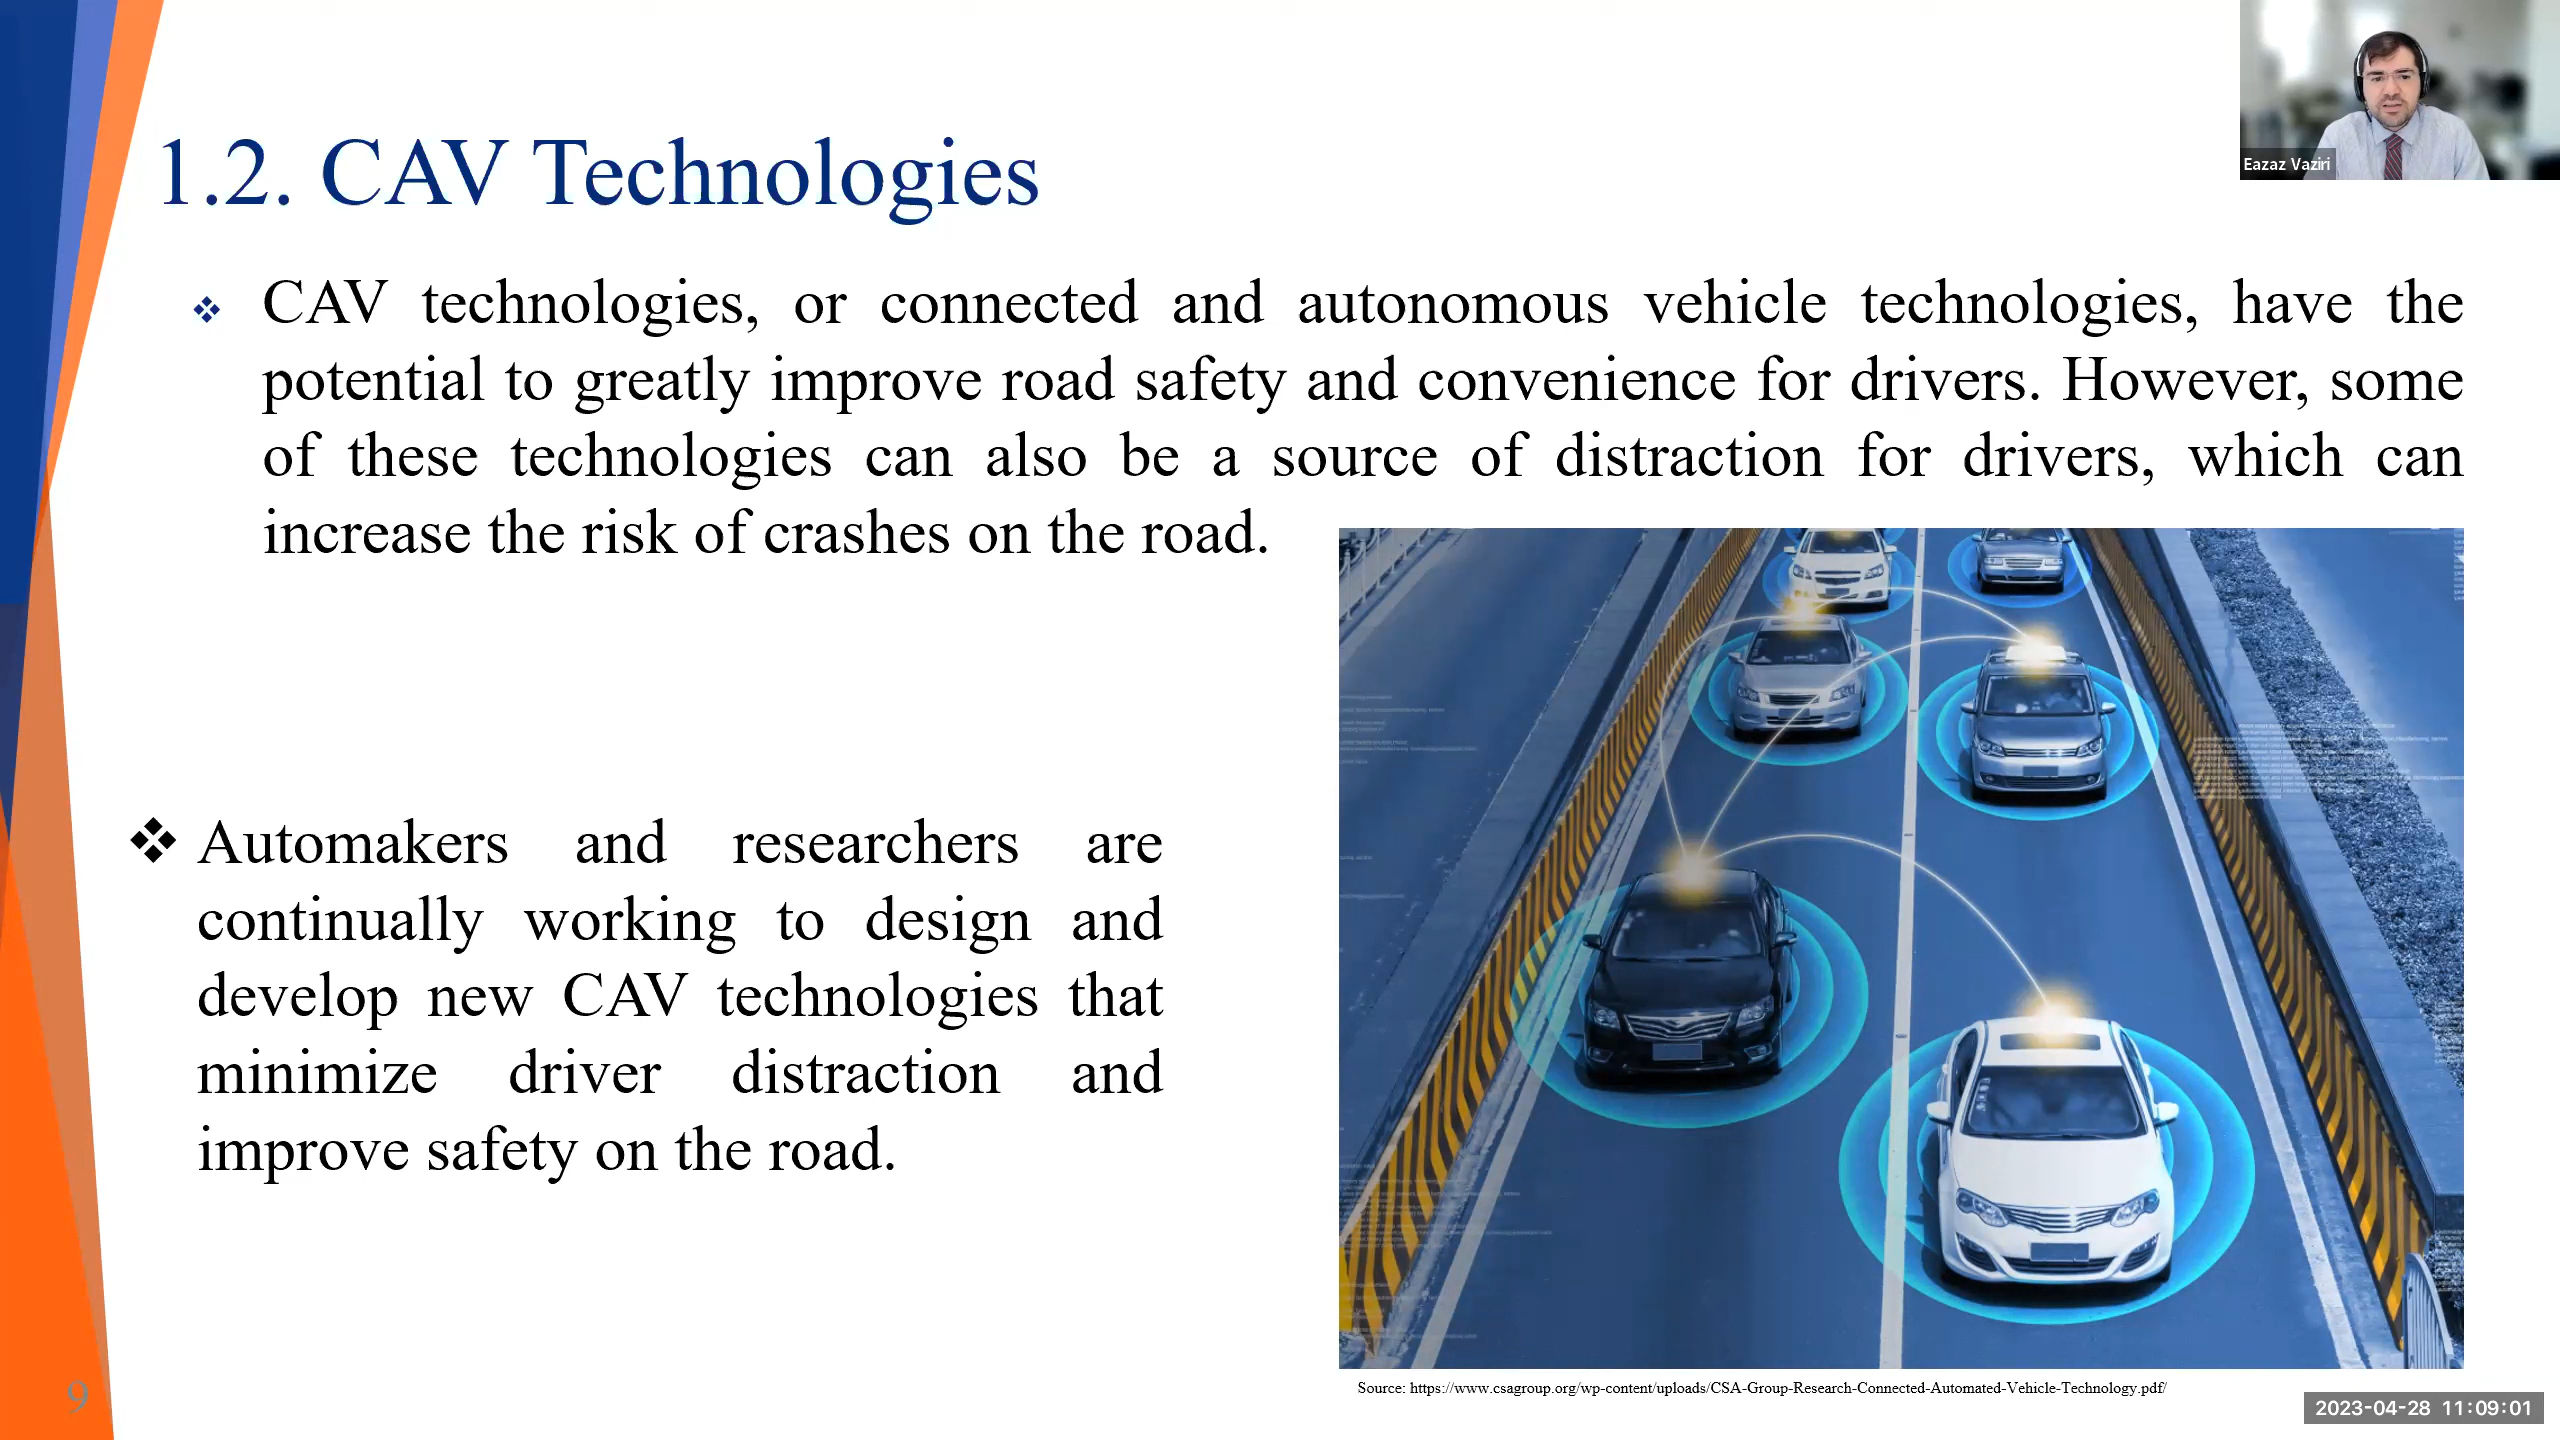 Eazaz Vaziri
1.2. CAV Technologies
❖ CAV technologies, or connected and autonomous vehicle technologies, have the
potential to greatly improve road safety and convenience for drivers. However, some
of these technologies can also be a source of distraction for drivers, which can
increase the risk of crashes on the road.
❖ Automakers and researchers are
continually working to design and
develop new CAV technologies that
minimize driver distraction and
improve safety on the road.
Source: https://www.csagroup.org/wp-content/uploads/CSA-Group-Research-Connected-Automated-Vehicle-Technology.pdf/
9
2023-04-28 11:09:01